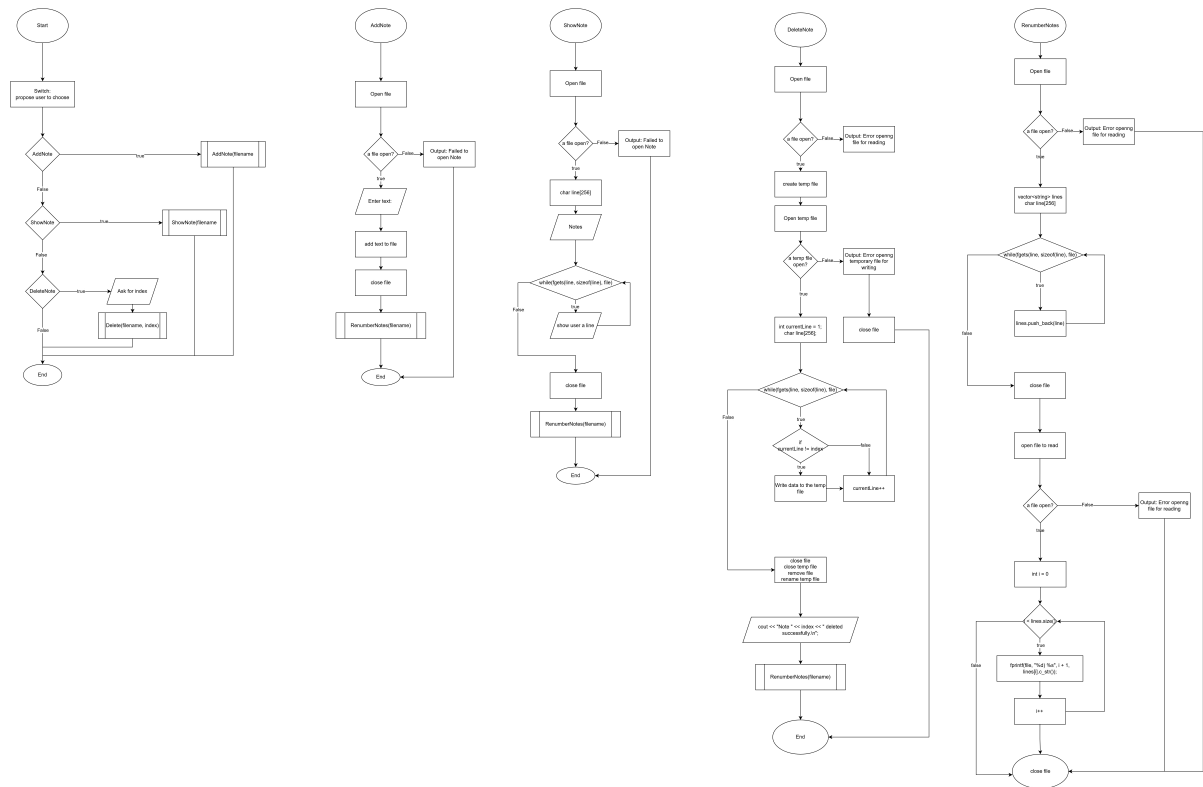 Start
Switch:
propose user to choose
AddNote
true
AddNote(filename
False
ShowNote
true
ShowNote(filename
False
DeleteNote
true
Ask for index
Delete(filename, index)
False
End
AddNote
Open file
a file open?
False
Output: Failed to
open Note
true
Enter text:
add text to file
close file
RenumberNotes(filename)
End
ShowNote
Open file
a file open?
False
Output: Failed to
open Note
true
char line[256]
Notes
while(fgets(line, sizeof(line), file)
False
true
show user a line
close file
RenumberNotes(filename)
End
DeleteNote
Open file
a file open?
False
Output: Error openng
file for reading
true
create temp file
Open temp file
a temp file
open?
False
Output: Error opening
temporary file for
writing
true
int currentLine = 1;
char line[256];
close file
while(fgets(line, sizeof(line), file)
False
true
if
currentLine != index
false
true
Write data to the temp
file
currentLine++
close file
close temp file
remove file
rename temp file
cout << "Note " << index << " deleted
successfully.\n";
RenumberNotes(filename)
End
RenumberNotes
Open file
a file open?
False
Output: Error openng
file for reading
true
vector<string> lines
char line[256]
while(fgets(line, sizeof(line), file)
false
true
lines.push_back(line)
close file
open file to read
a file open?
False
Output: Error openng
file for reading
true
int i = 0
< lines.size
false
true
fprintf(file, "%d) %s", i + 1,
lines[i].c_str());
i++
close file